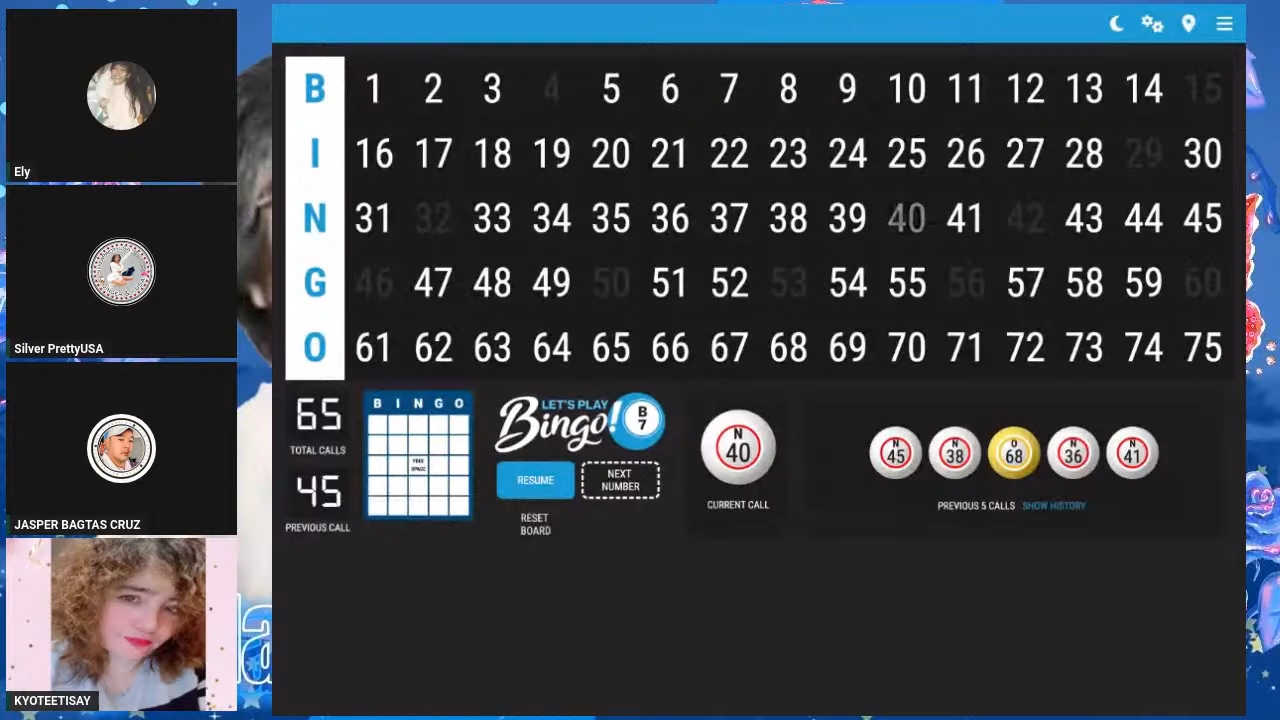 Ely
Silver PrettyUSA
JASPER BAGTAS CRUZ
KYOTEETISAY
B 1 2 3 4 5 6 7 8 9 10 11 12 13 14 15
I 16 17 18 19 20 21 22 23 24 25 26 27 28 29 30
N 31 32 33 34 35 36 37 38 39 40 41 42 43 44 45
G 46 47 48 49 50 51 52 53 54 55 56 57 58 59 60
O 61 62 63 64 65 66 67 68 69 70 71 72 73 74 75
65
TOTAL CALLS
45
PREVIOUS CALL
B I N G O
FREE
SPACE
LET'S PLAY
Bingo!
B
7
RESUME
NEXT
NUMBER
RESET
BOARD
N
40
CURRENT CALL
N
45
N
38
O
68
N
36
N
41
PREVIOUS 5 CALLS SHOW HISTORY
la